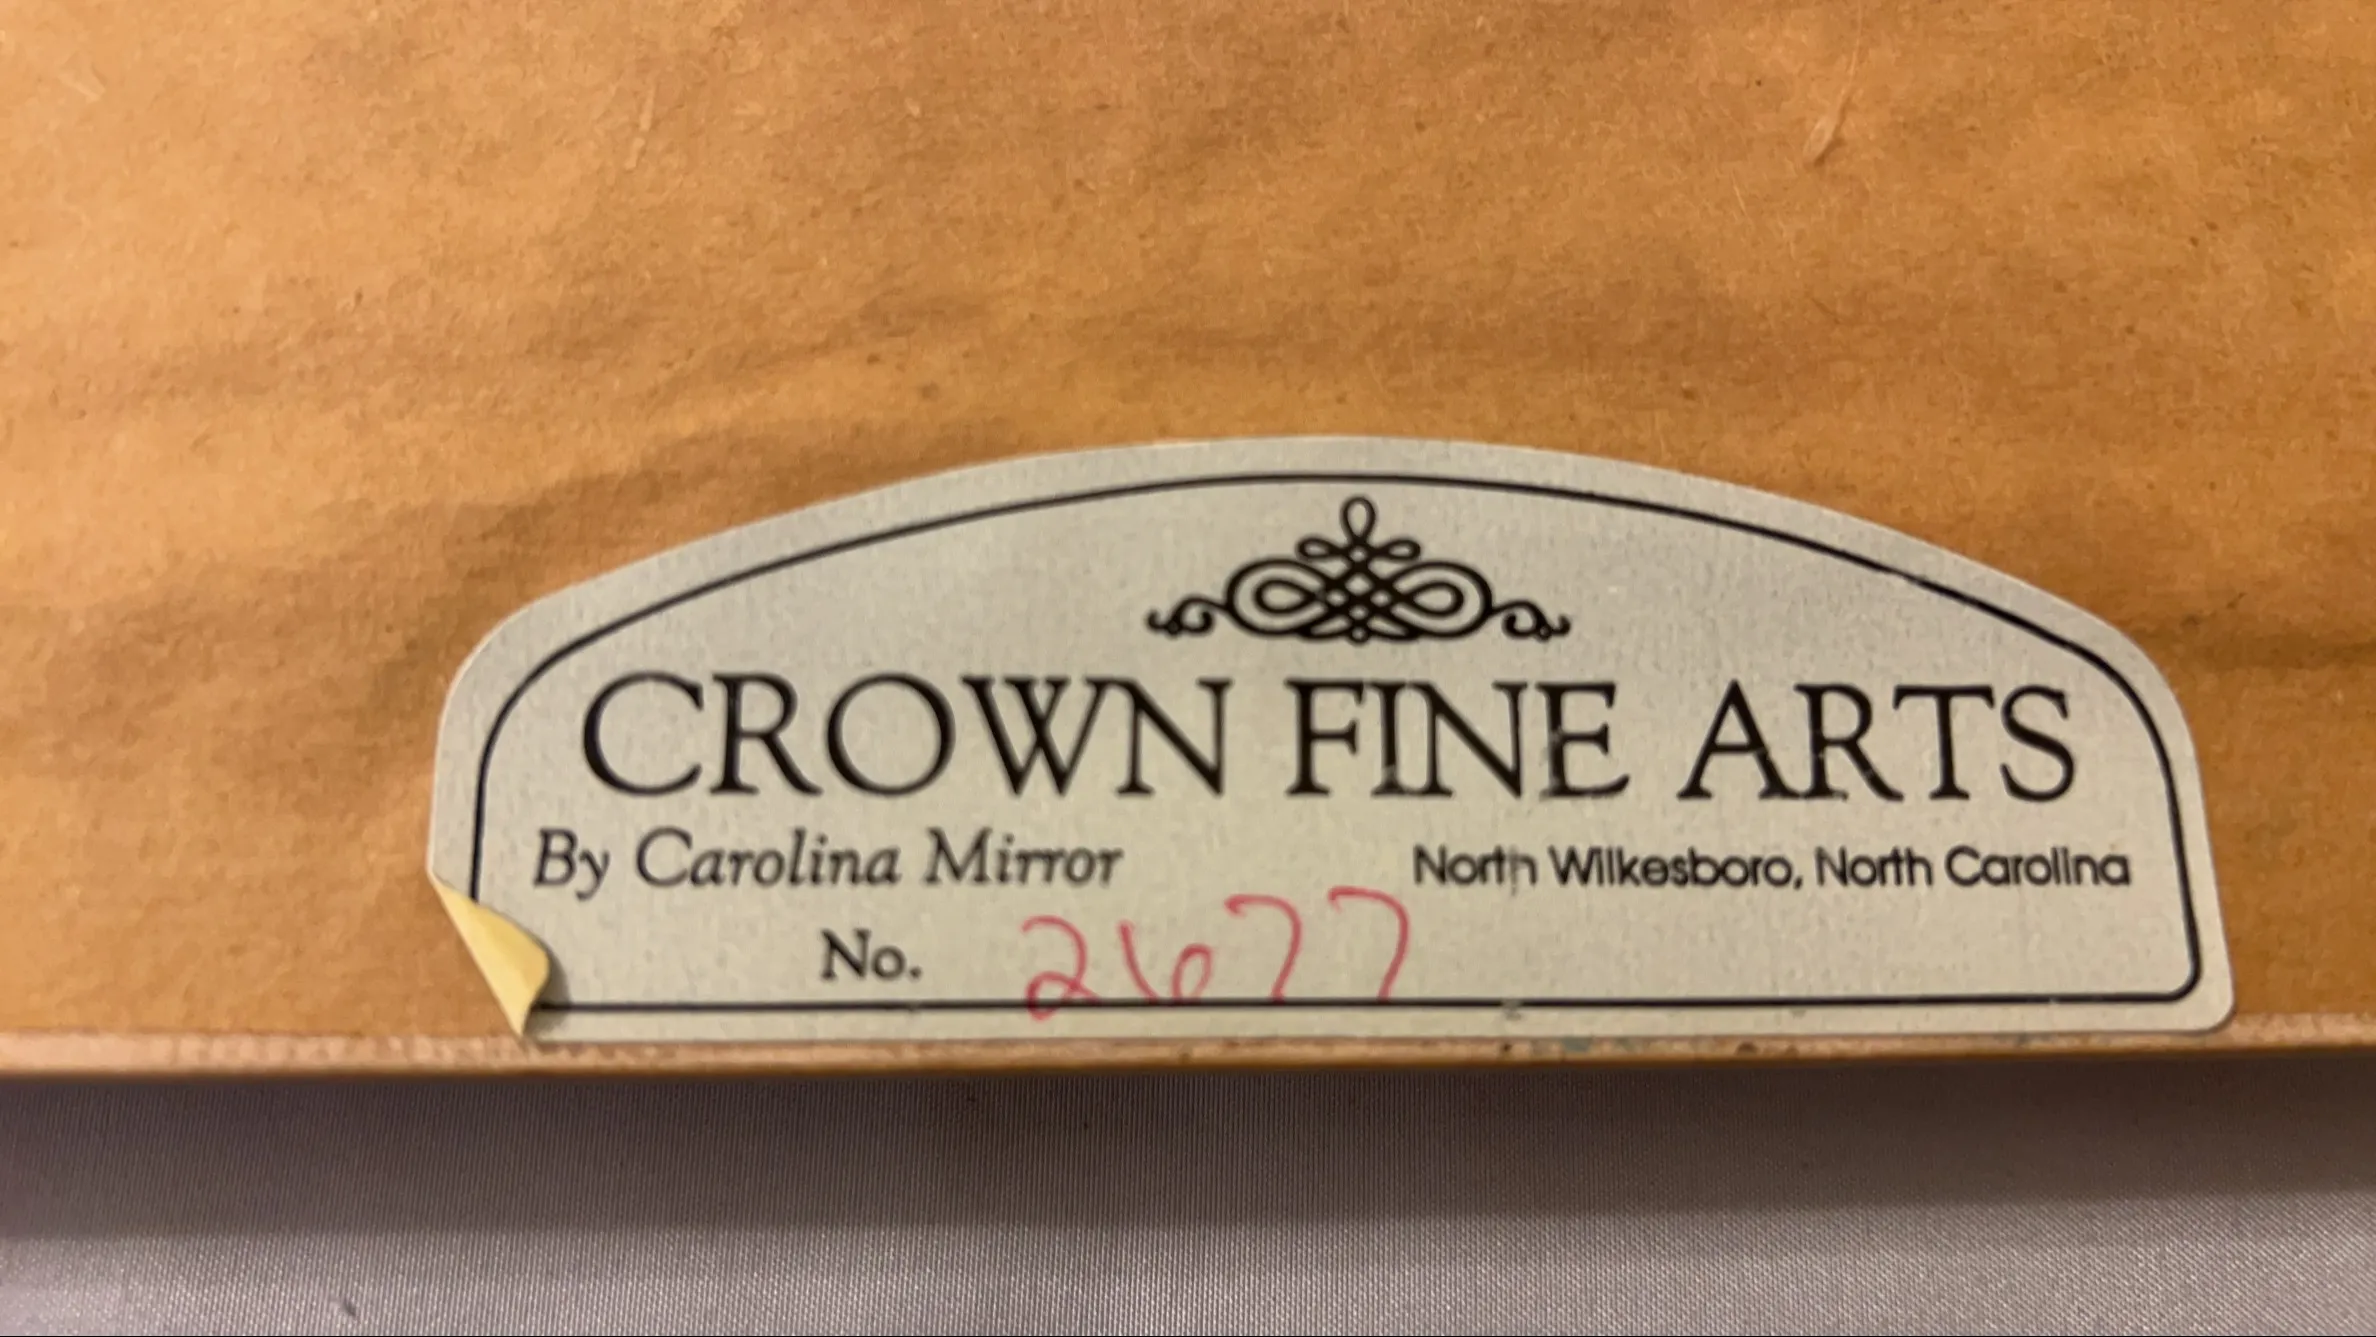 CROWN FINE ARTS
By Carolina Mirror North Wilkesboro, North Carolina
No. 2677